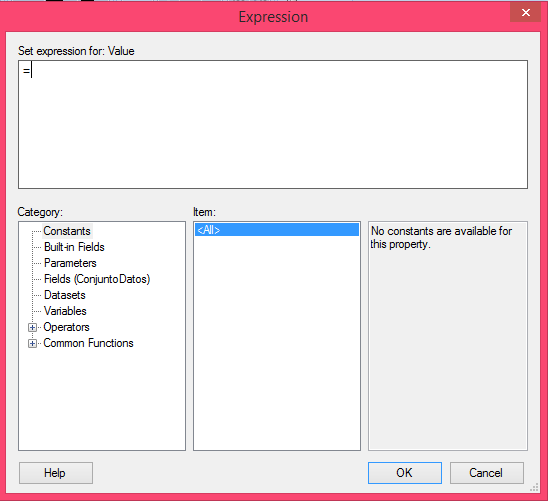 Expression
x
Set expression for: Value
=
Category:
Item:
Constants
Built-in Fields
Parameters
Fields (ConjuntoDatos)
Datasets
Variables
Operators
Common Functions
<All>
No constants are available for
this property.
Help
OK
Cancel